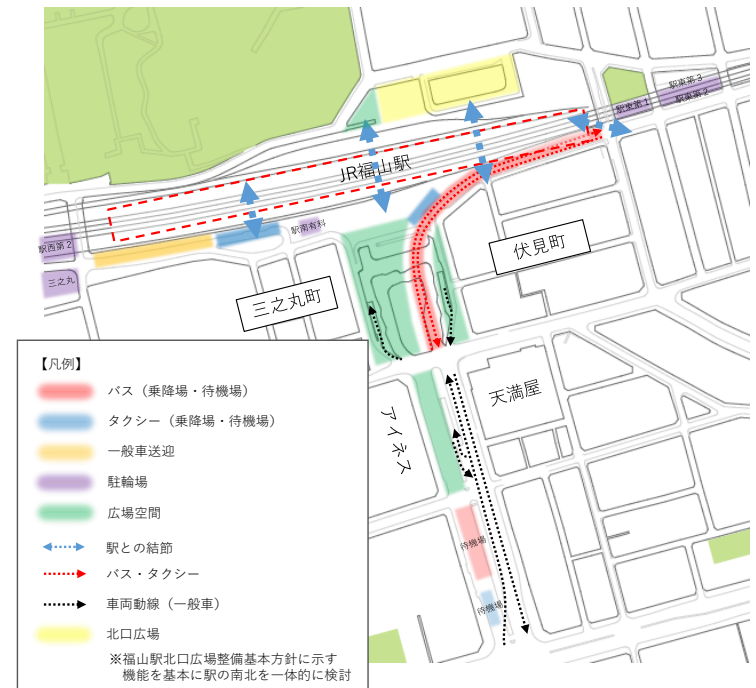 駅東第3
駅東第2
駅東第1
JR福山駅
駅南有料
駅西第2
三之丸
伏見町
三之丸町
天満屋
アイネス
待機場
待機場
【凡例】
バス（乗降場・待機場）
タクシー（乗降場・待機場）
一般車送迎
駐輪場
広場空間
駅との結節
バス・タクシー
車両動線（一般車）
北口広場
※福山駅北口広場整備基本方針に示す
機能を基本に駅の南北を一体的に検討